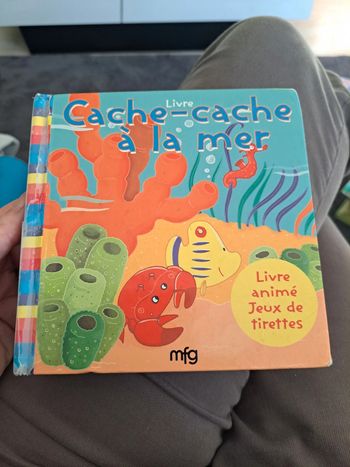 Livre
Cache-cache
à la mer
Livre
animé
Jeux de
tirettes
mfg